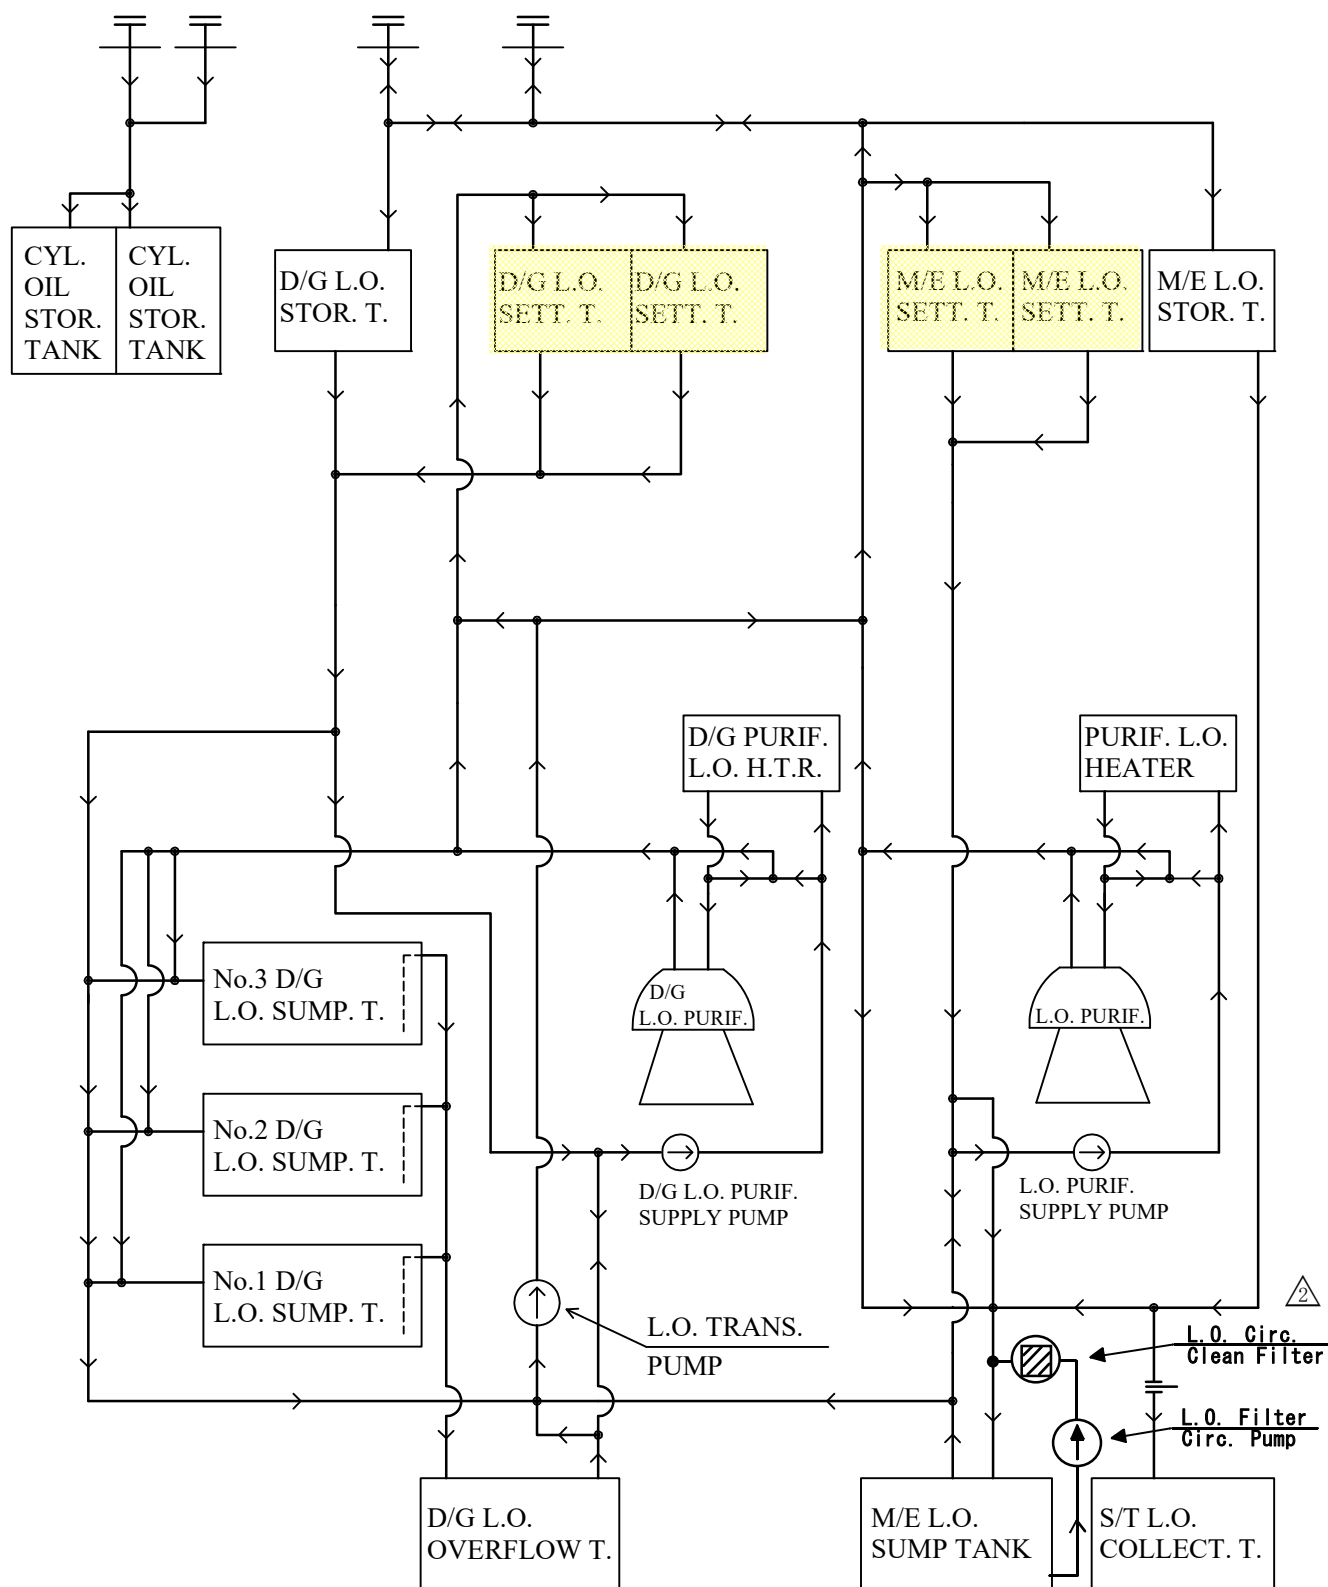 CYL.
OIL
STOR.
TANK
CYL.
OIL
STOR.
TANK
D/G L.O.
STOR. T.
D/G L.O.
SETT. T.
D/G L.O.
SETT. T.
M/E L.O.
SETT. T.
M/E L.O.
SETT. T.
M/E L.O.
STOR. T.
D/G PURIF.
L.O. H.T.R.
PURIF. L.O.
HEATER
No.3 D/G
L.O. SUMP. T.
D/G
L.O. PURIF.
L.O. PURIF.
No.2 D/G
L.O. SUMP. T.
D/G L.O. PURIF.
SUPPLY PUMP
L.O. PURIF.
SUPPLY PUMP
No.1 D/G
L.O. SUMP. T.
L.O. TRANS.
PUMP
2
L.O. Circ.
Clean Filter
L.O. Filter
Circ. Pump
D/G L.O.
OVERFLOW T.
M/E L.O.
SUMP TANK
S/T L.O.
COLLECT. T.